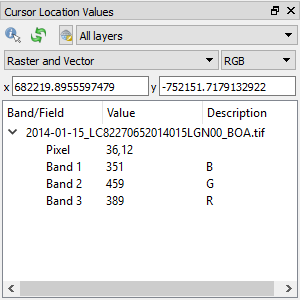 Cursor Location Values
All layers
Raster and Vector RGB
x 682219.8955597479 y -752151.7179132922
Band/Field Value Description
2014-01-15_LC82270652014015LGN00_BOA.tif
Pixel 36,12
Band 1 351 B
Band 2 459 G
Band 3 389 R